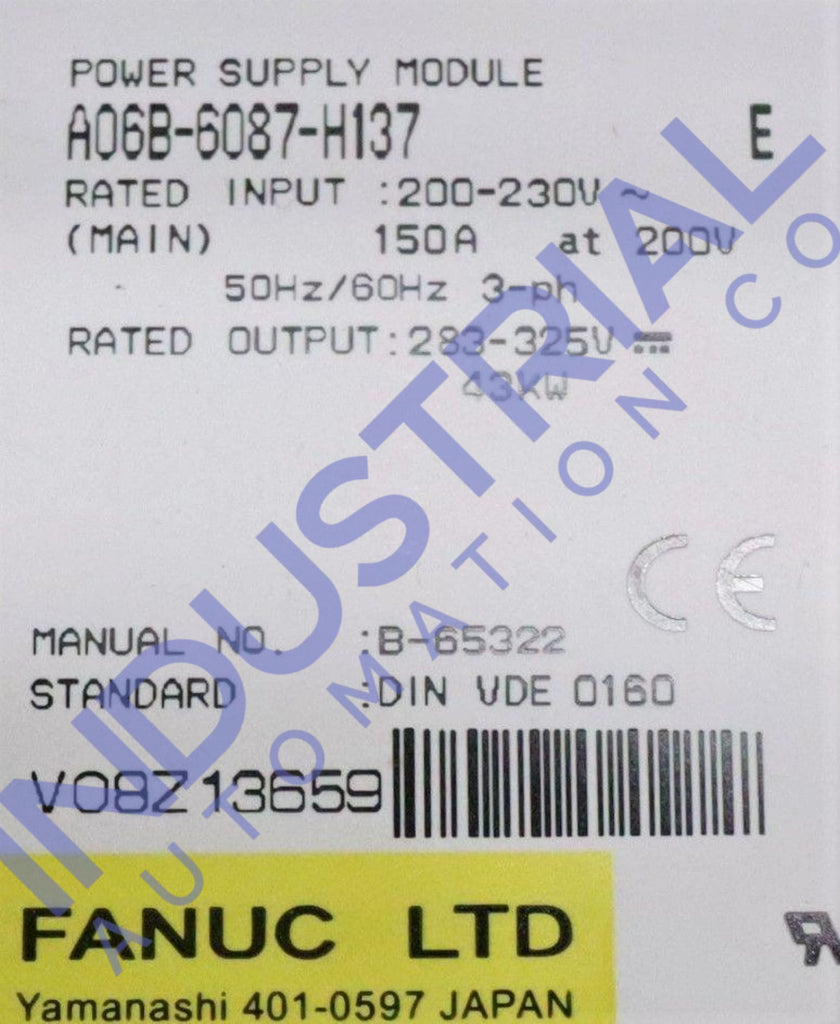 POWER SUPPLY MODULE
A06B-6087-H137 E
RATED INPUT :200-230V ~
(MAIN) 150A at 200V
50Hz/60Hz 3-ph
RATED OUTPUT:283-325V ⎓
43kW
CE
MANUAL NO. :B-65322
STANDARD :DIN VDE 0160
V08Z13659
FANUC LTD
Yamanashi 401-0597 JAPAN
INDUSTRIAL
AUTOMATION CO